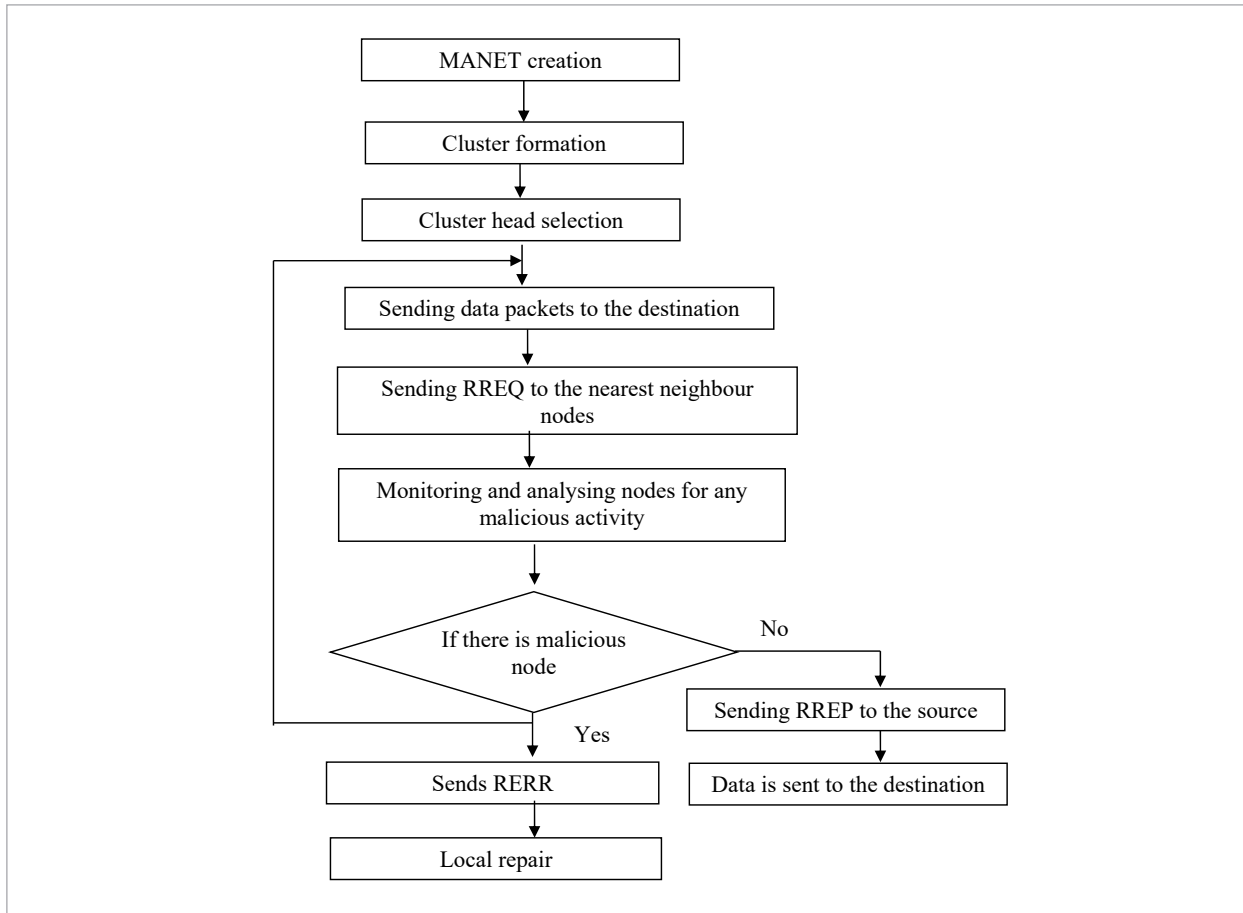 MANET creation
Cluster formation
Cluster head selection
Sending data packets to the destination
Sending RREQ to the nearest neighbour
nodes
Monitoring and analysing nodes for any
malicious activity
If there is malicious
node
No
Sending RREP to the source
Data is sent to the destination
Yes
Sends RERR
Local repair